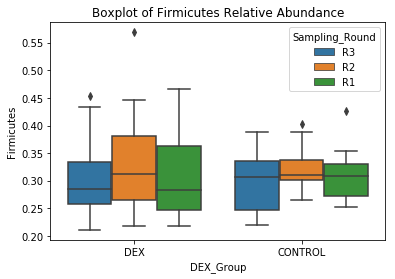 Boxplot of Firmicutes Relative Abundance
Sampling_Round
R3
R2
R1
Firmicutes
0.55
0.50
0.45
0.40
0.35
0.30
0.25
0.20
DEX
CONTROL
DEX_Group